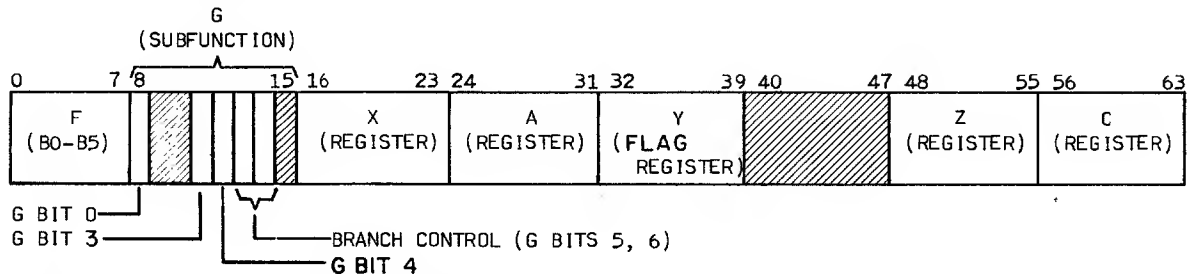 G
(SUBFUNCTION)
0 7 8 15 16 23 24 31 32 39 40 47 48 55 56 63
F X A Y Z C
(B0-B5) (REGISTER) (REGISTER) (FLAG REGISTER) (REGISTER) (REGISTER)
G BIT 0
G BIT 3
BRANCH CONTROL (G BITS 5, 6)
G BIT 4